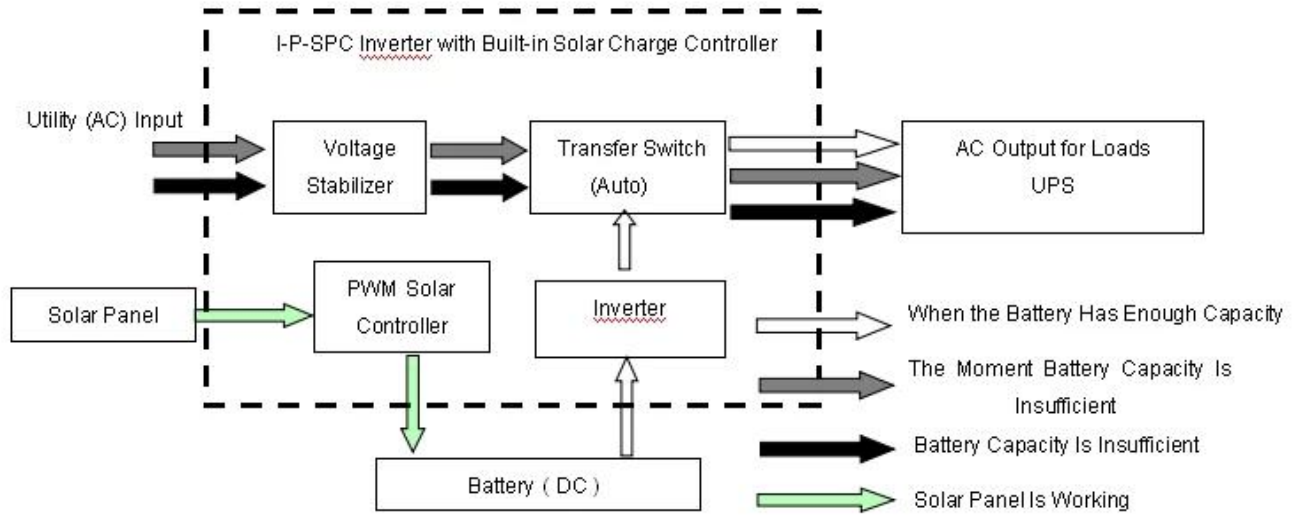 I-P-SPC Inverter with Built-in Solar Charge Controller
Utility (AC) Input
Voltage
Stabilizer
Transfer Switch
(Auto)
AC Output for Loads
UPS
Solar Panel
PWM Solar
Controller
Inverter
Battery ( DC )
When the Battery Has Enough Capacity
The Moment Battery Capacity Is
Insufficient
Battery Capacity Is Insufficient
Solar Panel Is Working